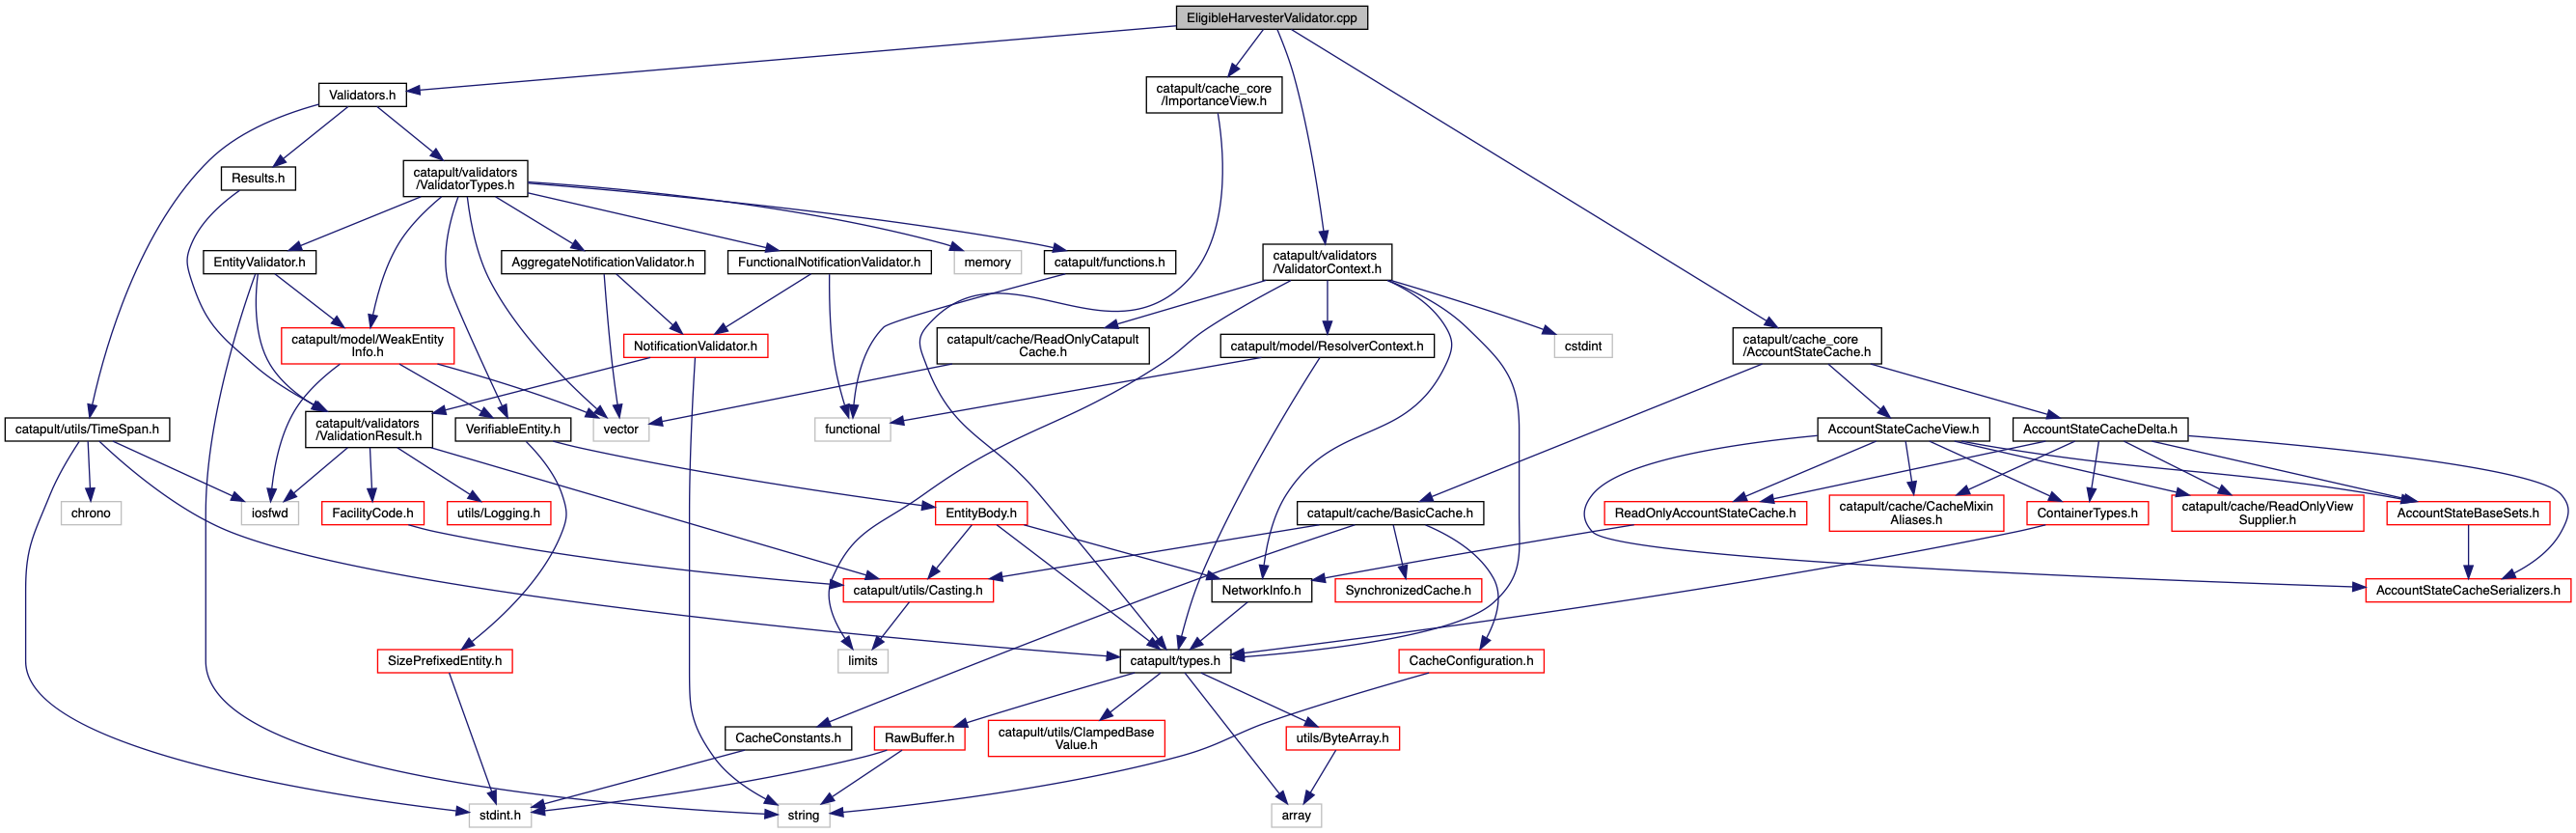 EligibleHarvesterValidator.cpp
Validators.h
catapult/cache_core
/ImportanceView.h
Results.h
catapult/validators
/ValidatorTypes.h
EntityValidator.h
AggregateNotificationValidator.h
FunctionalNotificationValidator.h
memory
catapult/functions.h
catapult/validators
/ValidatorContext.h
catapult/model/WeakEntity
Info.h
NotificationValidator.h
catapult/cache/ReadOnlyCatapult
Cache.h
catapult/model/ResolverContext.h
cstdint
catapult/cache_core
/AccountStateCache.h
catapult/utils/TimeSpan.h
catapult/validators
/ValidationResult.h
VerifiableEntity.h
vector
functional
AccountStateCacheView.h
AccountStateCacheDelta.h
chrono
iosfwd
FacilityCode.h
utils/Logging.h
EntityBody.h
catapult/cache/BasicCache.h
ReadOnlyAccountStateCache.h
catapult/cache/CacheMixin
Aliases.h
ContainerTypes.h
catapult/cache/ReadOnlyView
Supplier.h
AccountStateBaseSets.h
catapult/utils/Casting.h
NetworkInfo.h
SynchronizedCache.h
AccountStateCacheSerializers.h
SizePrefixedEntity.h
limits
catapult/types.h
CacheConfiguration.h
CacheConstants.h
RawBuffer.h
catapult/utils/ClampedBase
Value.h
utils/ByteArray.h
stdint.h
string
array